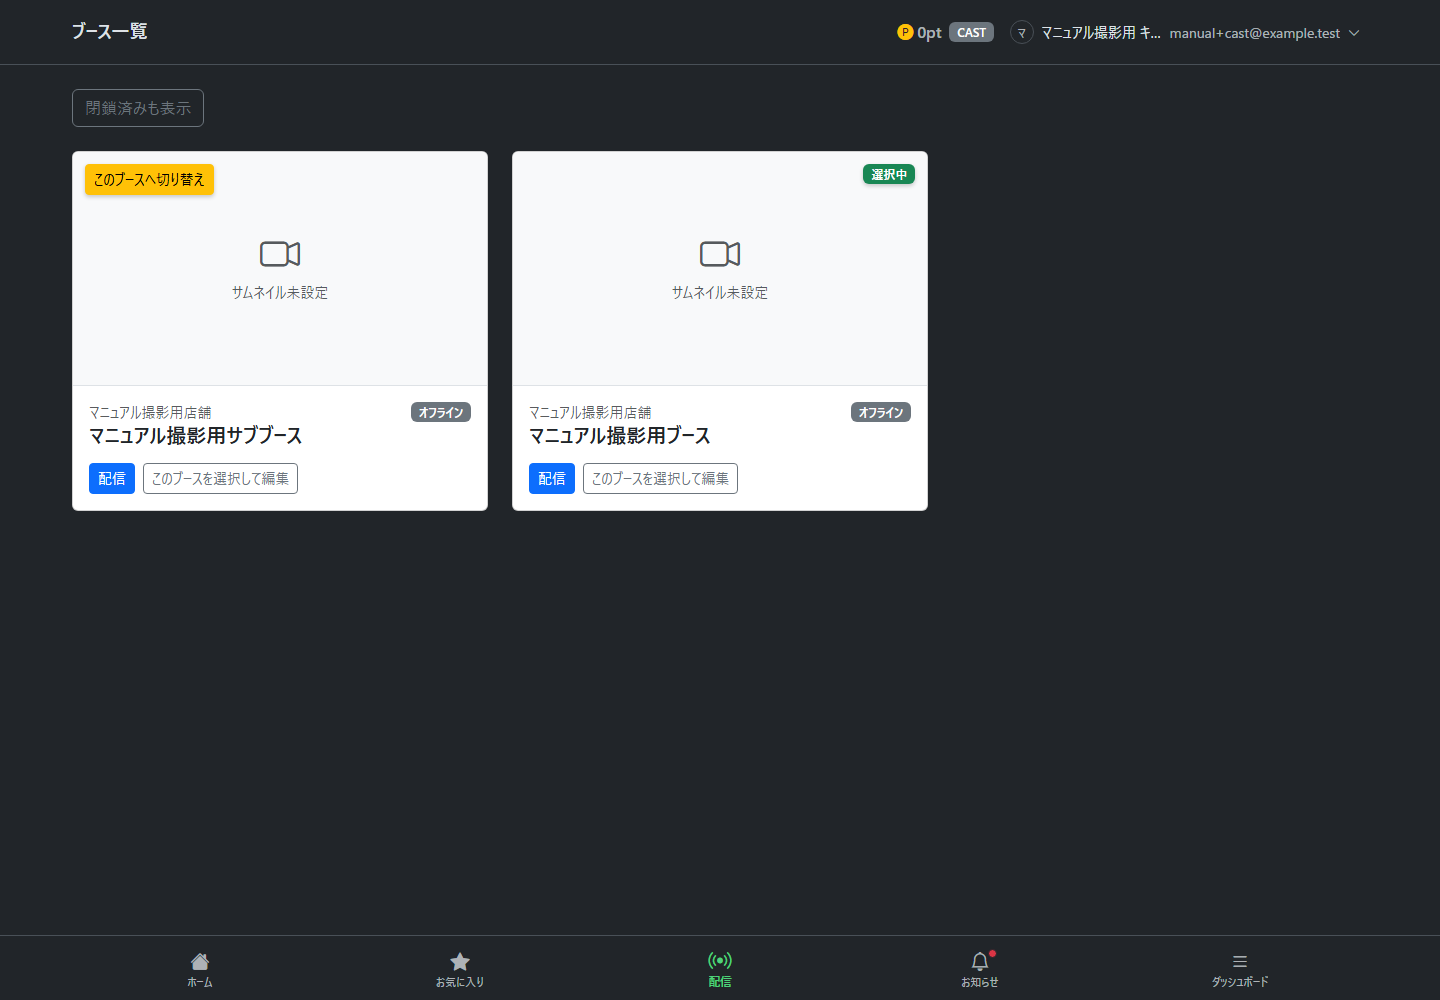 ブース一覧
P 0pt CAST マ マニュアル撮影用 キ... manual+cast@example.test
閉鎖済みも表示
このブースへ切り替え
サムネイル未設定
マニュアル撮影用店舗 オフライン
マニュアル撮影用サブブース
配信 このブースを選択して編集
選択中
サムネイル未設定
マニュアル撮影用店舗 オフライン
マニュアル撮影用ブース
配信 このブースを選択して編集
ホーム お気に入り 配信 お知らせ ダッシュボード